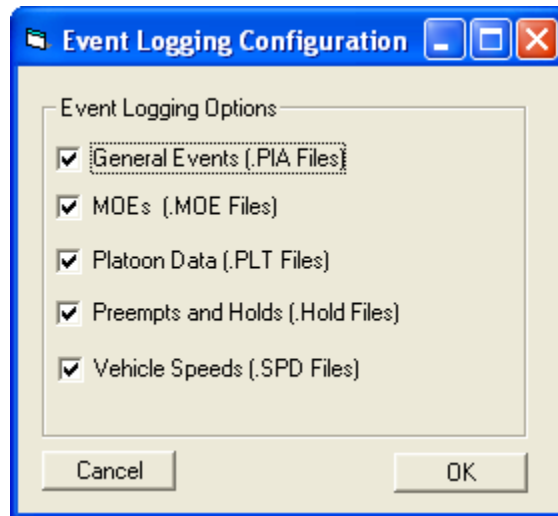 Event Logging Configuration
Event Logging Options
General Events (.PIA Files)
MOEs (.MOE Files)
Platoon Data (.PLT Files)
Preempts and Holds (.Hold Files)
Vehicle Speeds (.SPD Files)
Cancel OK